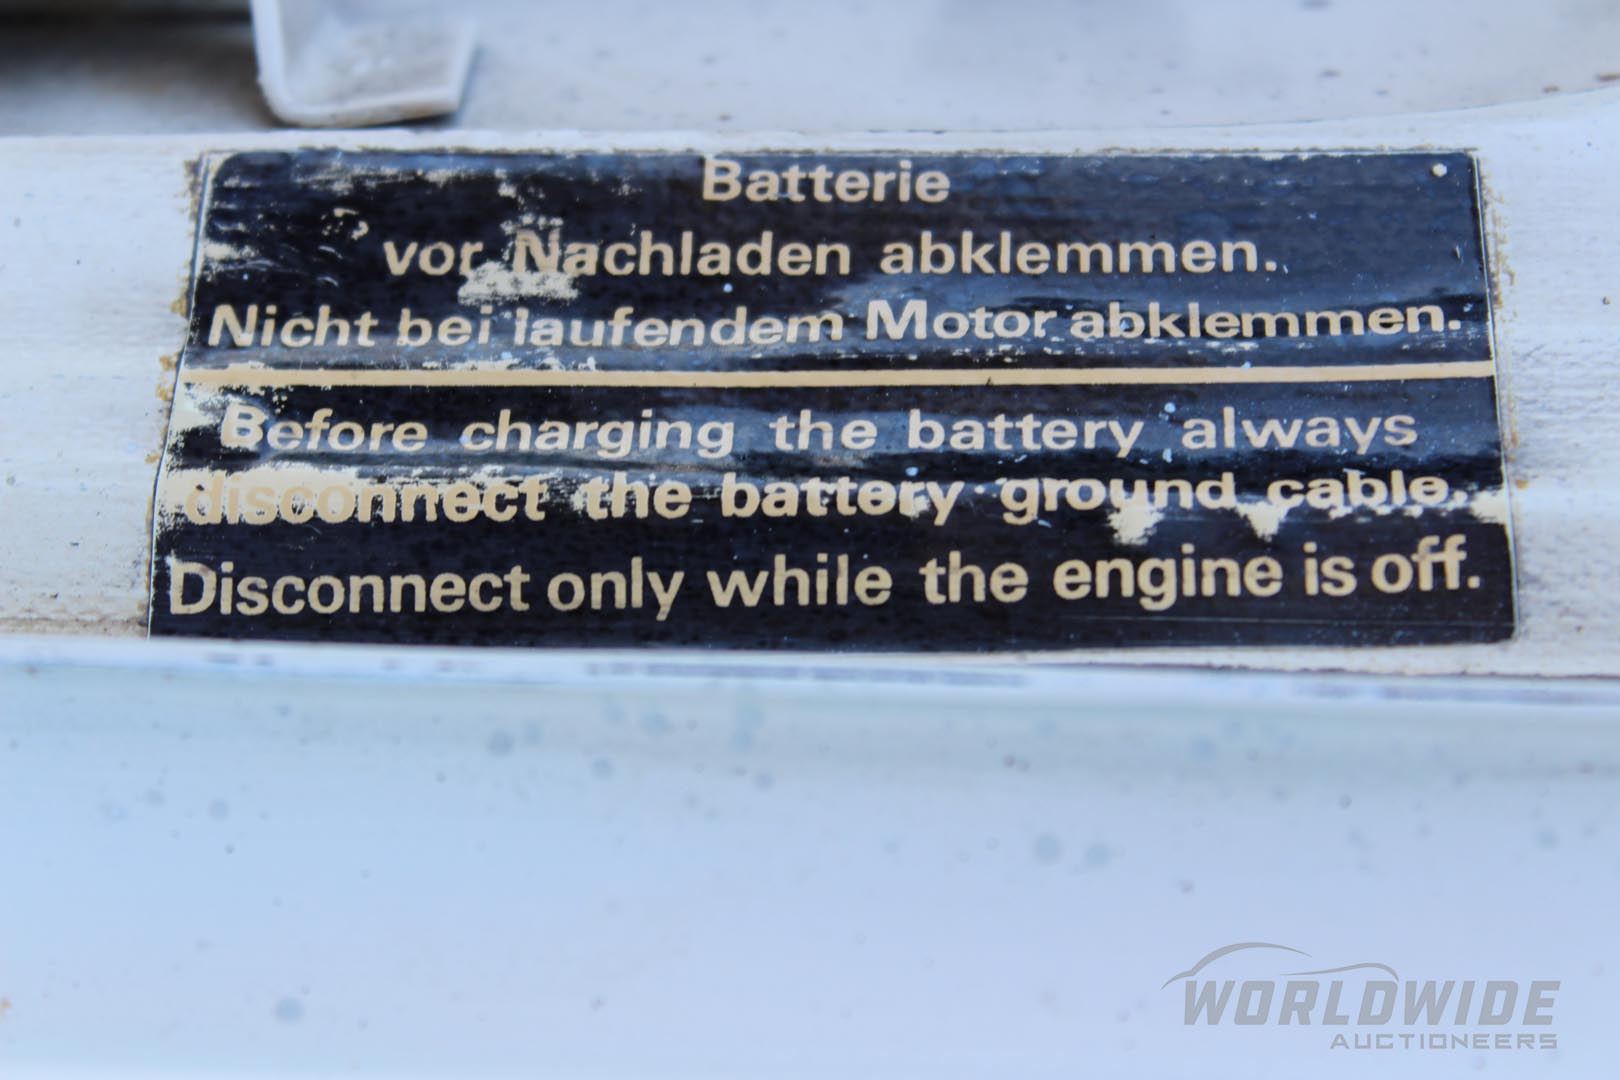 Batterie
vor Nachladen abklemmen.
Nicht bei laufendem Motor abklemmen.
Before charging the battery always
disconnect the battery ground cable.
Disconnect only while the engine is off.
WORLDWIDE
AUCTIONEERS